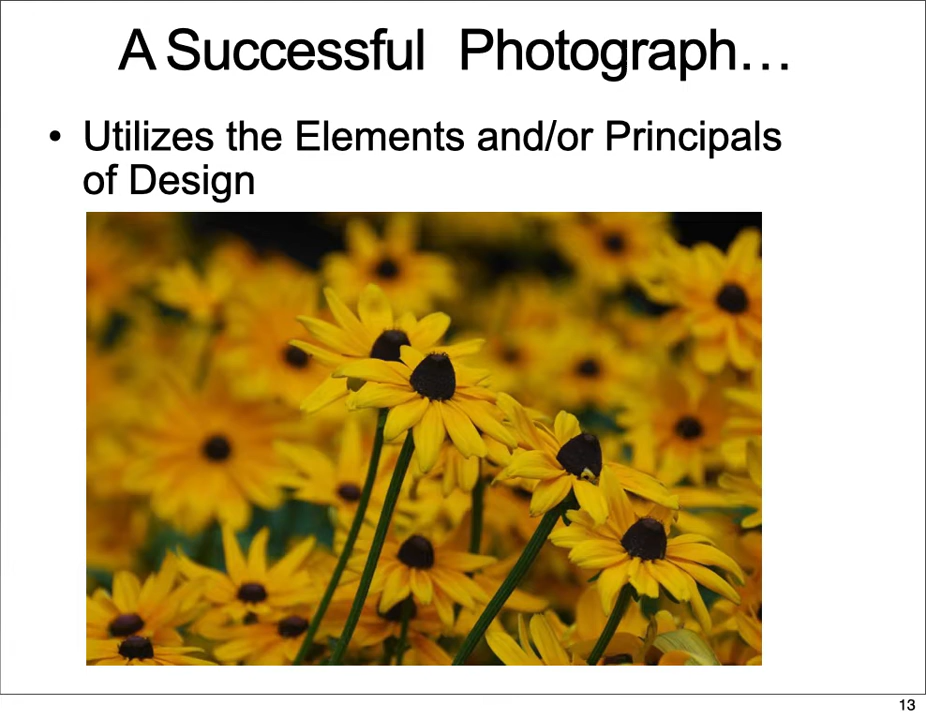 A Successful Photograph…
• Utilizes the Elements and/or Principals
of Design
13